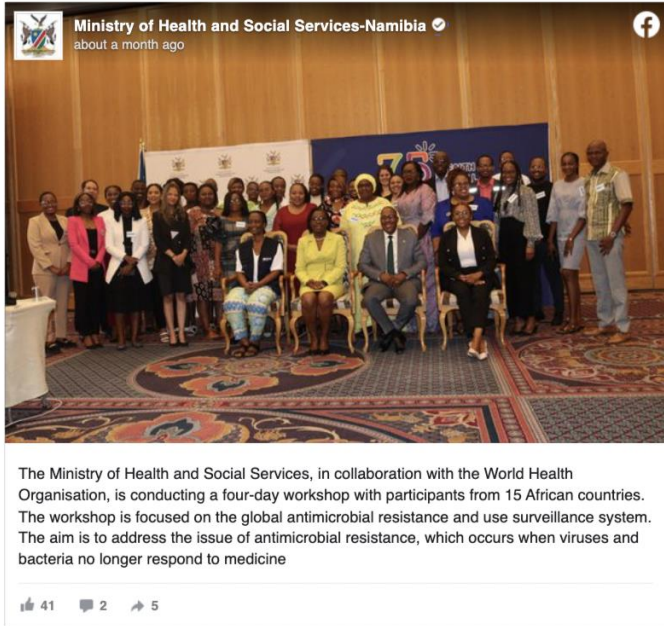 Ministry of Health and Social Services-Namibia
about a month ago
75
The Ministry of Health and Social Services, in collaboration with the World Health
Organisation, is conducting a four-day workshop with participants from 15 African countries.
The workshop is focused on the global antimicrobial resistance and use surveillance system.
The aim is to address the issue of antimicrobial resistance, which occurs when viruses and
bacteria no longer respond to medicine
41 2 5